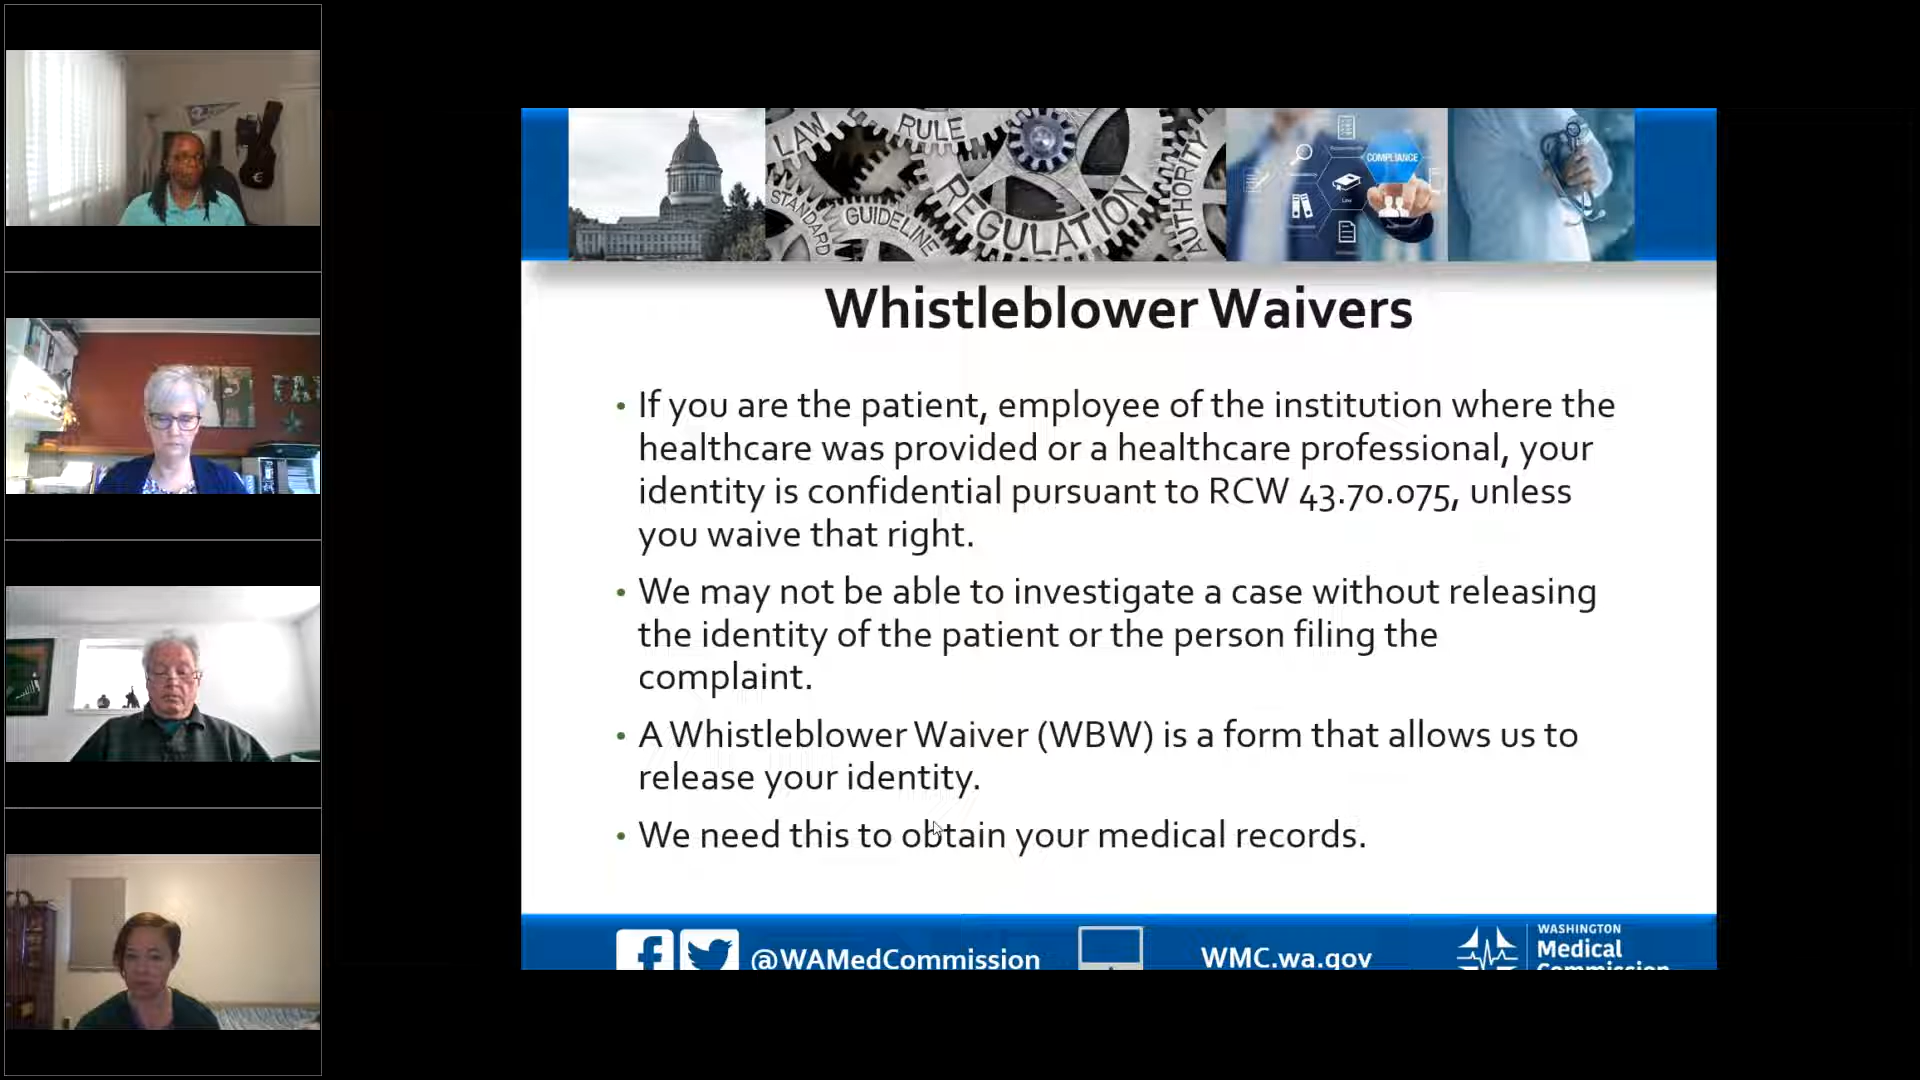 LAW
RULE
REGULATION
AUTHORITY
STANDARD
GUIDELINE
COMPLIANCE
Law
Whistleblower Waivers
• If you are the patient, employee of the institution where the
healthcare was provided or a healthcare professional, your
identity is confidential pursuant to RCW 43.70.075, unless
you waive that right.
• We may not be able to investigate a case without releasing
the identity of the patient or the person filing the
complaint.
• A Whistleblower Waiver (WBW) is a form that allows us to
release your identity.
• We need this to obtain your medical records.
@WAMedCommission
WMC.wa.gov
WASHINGTON
Medical
Commission